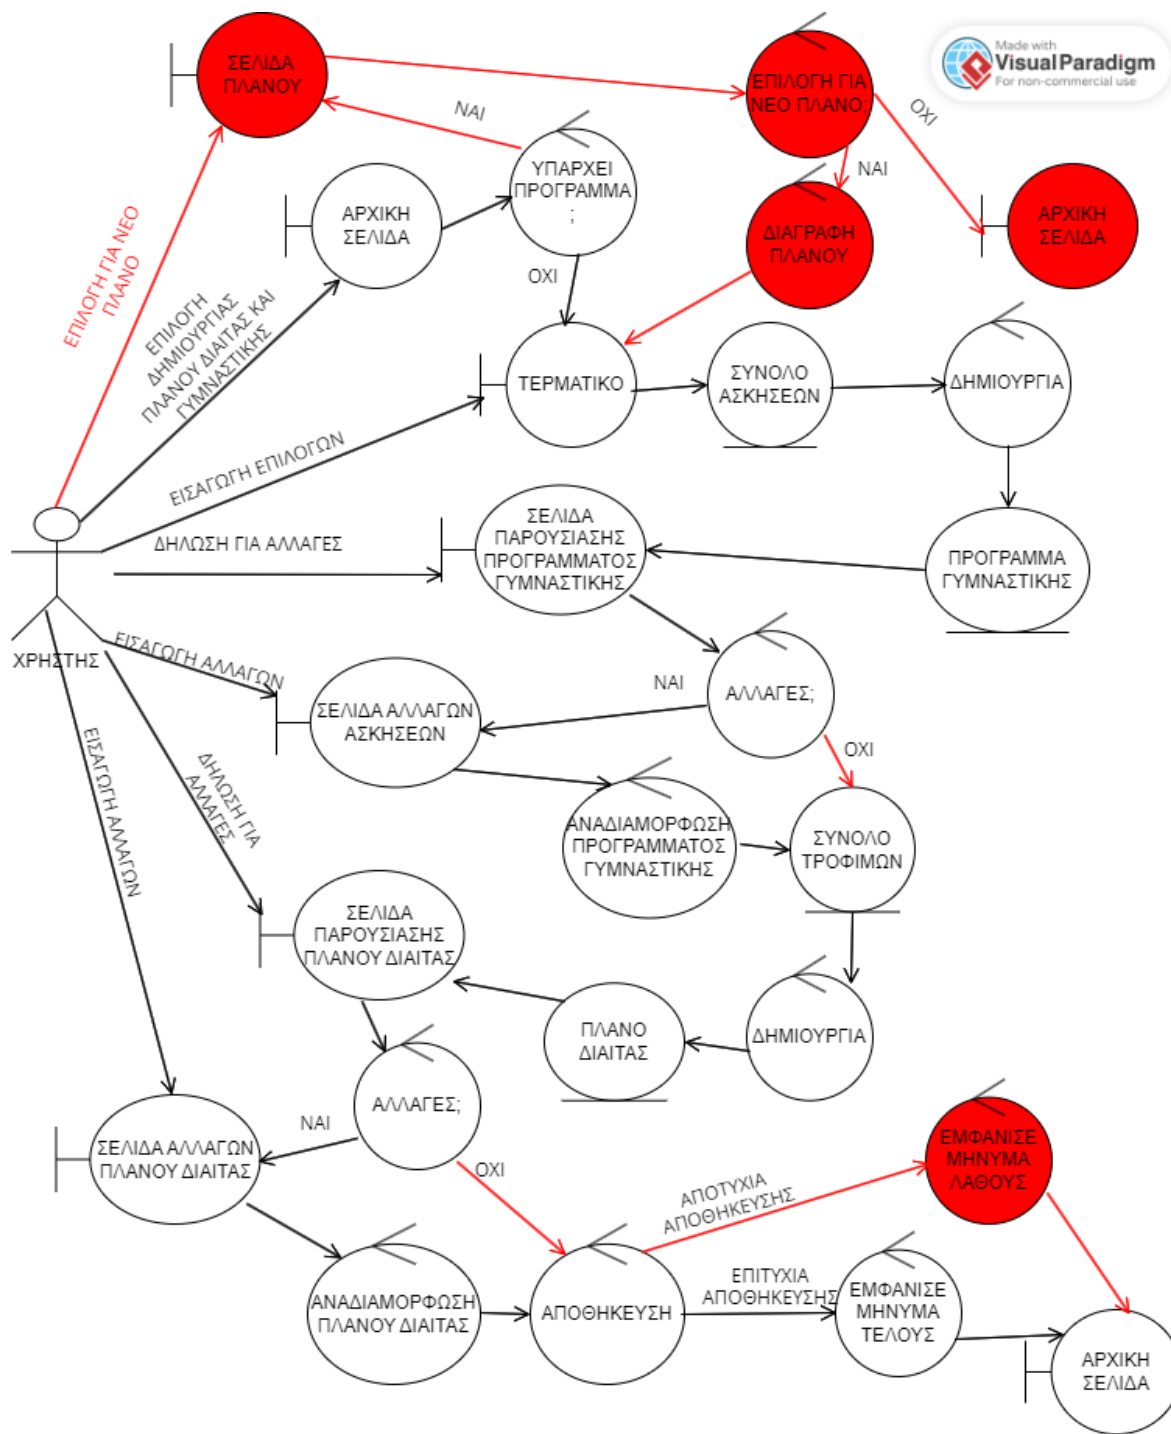 ΣΕΛΙΔΑ
ΠΛΑΝΟΥ
ΕΠΙΛΟΓΗ ΓΙΑ
ΝΕΟ ΠΛΑΝΟ;
Made with
Visual Paradigm
For non-commercial use
ΝΑΙ
ΟΧΙ
ΥΠΑΡΧΕΙ
ΠΡΟΓΡΑΜΜΑ
;
ΝΑΙ
ΑΡΧΙΚΗ
ΣΕΛΙΔΑ
ΔΙΑΓΡΑΦΗ
ΠΛΑΝΟΥ
ΑΡΧΙΚΗ
ΣΕΛΙΔΑ
ΕΠΙΛΟΓΗ ΓΙΑ ΝΕΟ
ΠΛΑΝΟ
ΟΧΙ
ΕΠΙΛΟΓΗ
ΔΗΜΙΟΥΡΓΙΑΣ
ΠΛΑΝΟΥ ΔΙΑΙΤΑΣ ΚΑΙ
ΓΥΜΝΑΣΤΙΚΗΣ
ΤΕΡΜΑΤΙΚΟ
ΣΥΝΟΛΟ
ΑΣΚΗΣΕΩΝ
ΔΗΜΙΟΥΡΓΙΑ
ΕΙΣΑΓΩΓΗ ΕΠΙΛΟΓΩΝ
ΔΗΛΩΣΗ ΓΙΑ ΑΛΛΑΓΕΣ
ΣΕΛΙΔΑ
ΠΑΡΟΥΣΙΑΣΗΣ
ΠΡΟΓΡΑΜΜΑΤΟΣ
ΓΥΜΝΑΣΤΙΚΗΣ
ΠΡΟΓΡΑΜΜΑ
ΓΥΜΝΑΣΤΙΚΗΣ
ΧΡΗΣΤΗΣ
ΕΙΣΑΓΩΓΗ ΑΛΛΑΓΩΝ
ΝΑΙ
ΑΛΛΑΓΕΣ;
ΣΕΛΙΔΑ ΑΛΛΑΓΩΝ
ΑΣΚΗΣΕΩΝ
ΟΧΙ
ΕΙΣΑΓΩΓΗ ΑΛΛΑΓΩΝ
ΔΗΛΩΣΗ ΓΙΑ
ΑΛΛΑΓΕΣ
ΑΝΑΔΙΑΜΟΡΦΩΣΗ
ΠΡΟΓΡΑΜΜΑΤΟΣ
ΓΥΜΝΑΣΤΙΚΗΣ
ΣΥΝΟΛΟ
ΤΡΟΦΙΜΩΝ
ΣΕΛΙΔΑ
ΠΑΡΟΥΣΙΑΣΗΣ
ΠΛΑΝΟΥ ΔΙΑΙΤΑΣ
ΠΛΑΝΟ
ΔΙΑΙΤΑΣ
ΔΗΜΙΟΥΡΓΙΑ
ΑΛΛΑΓΕΣ;
ΝΑΙ
ΣΕΛΙΔΑ ΑΛΛΑΓΩΝ
ΠΛΑΝΟΥ ΔΙΑΙΤΑΣ
ΟΧΙ
ΑΠΟΤΥΧΙΑ
ΑΠΟΘΗΚΕΥΣΗΣ
ΕΜΦΑΝΙΣΕ
ΜΗΝΥΜΑ
ΛΑΘΟΥΣ
ΑΝΑΔΙΑΜΟΡΦΩΣΗ
ΠΛΑΝΟΥ ΔΙΑΙΤΑΣ
ΑΠΟΘΗΚΕΥΣΗ
ΕΠΙΤΥΧΙΑ
ΑΠΟΘΗΚΕΥΣΗΣ
ΕΜΦΑΝΙΣΕ
ΜΗΝΥΜΑ
ΤΕΛΟΥΣ
ΑΡΧΙΚΗ
ΣΕΛΙΔΑ